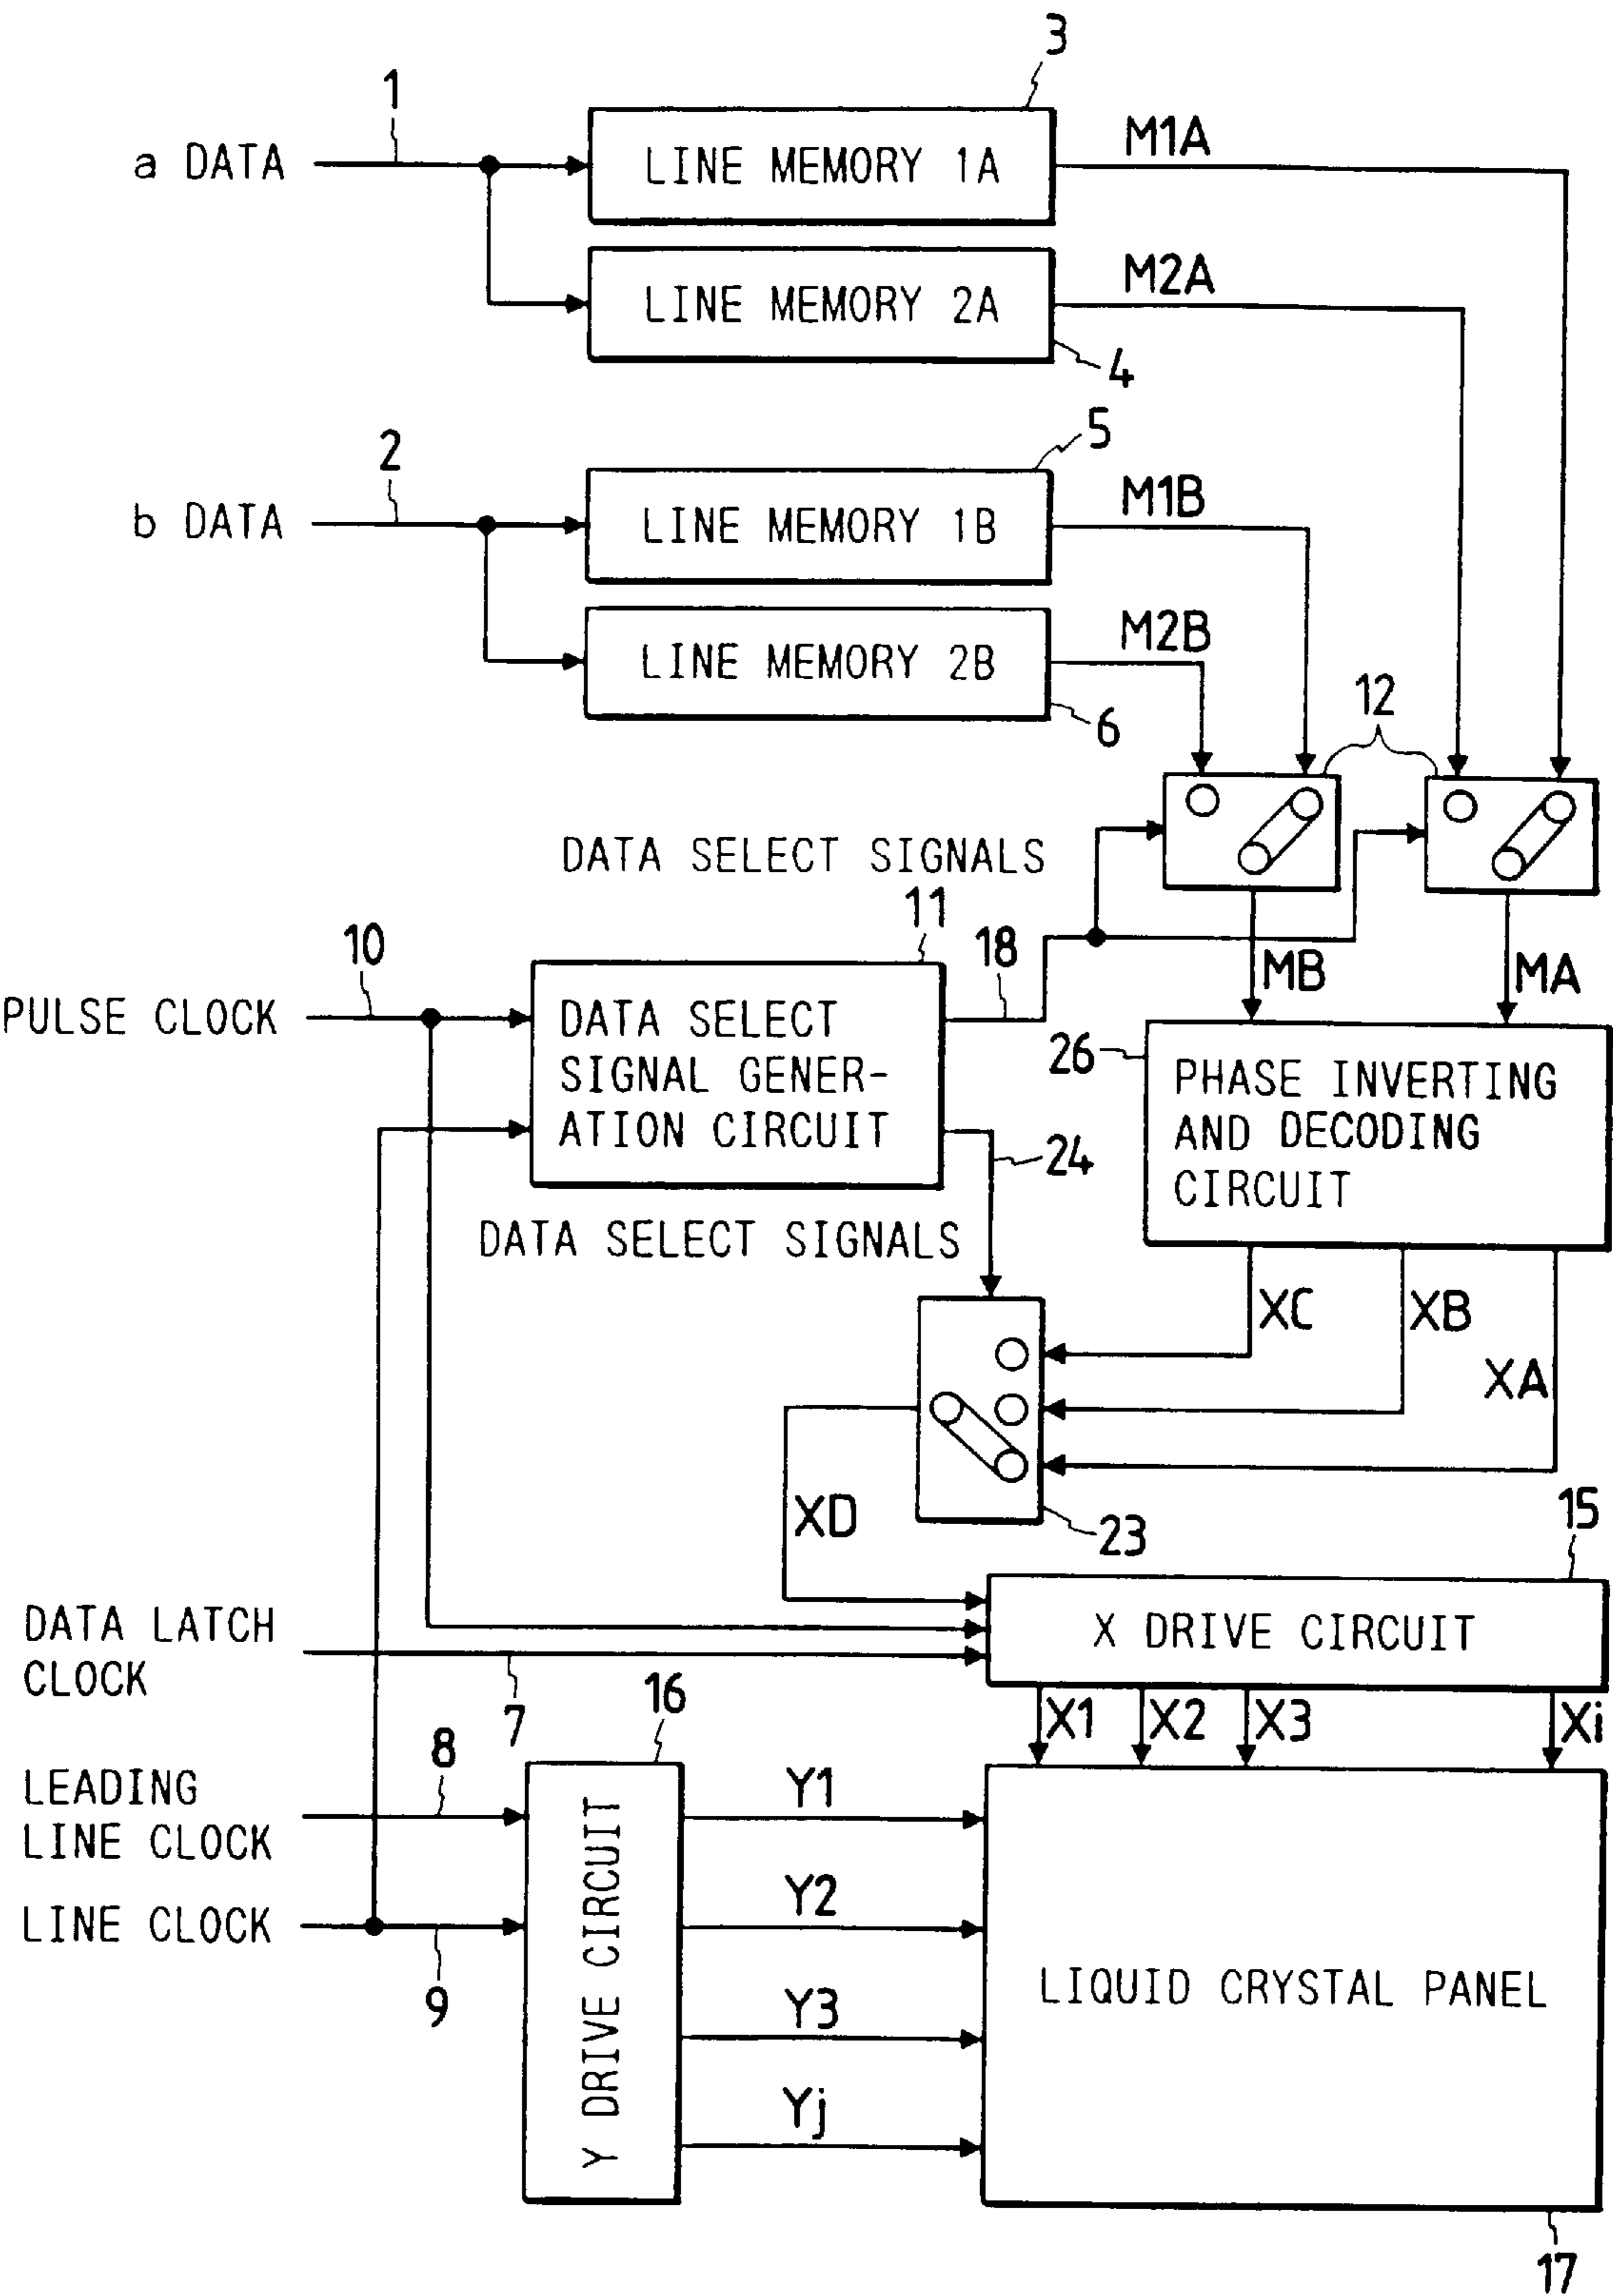 3
1
M1A
a DATA
LINE MEMORY 1A
M2A
LINE MEMORY 2A
4
5
2
M1B
b DATA
LINE MEMORY 1B
M2B
LINE MEMORY 2B
6
12
DATA SELECT SIGNALS
11
10
18
MB
MA
PULSE CLOCK
DATA SELECT
SIGNAL GENER-
ATION CIRCUIT
26
PHASE INVERTING
AND DECODING
CIRCUIT
24
DATA SELECT SIGNALS
XC
XB
XA
XD
23
15
DATA LATCH
CLOCK
X DRIVE CIRCUIT
7
16
X1
X2
X3
Xi
8
LEADING
LINE CLOCK
Y1
Y DRIVE CIRCUIT
Y2
LINE CLOCK
9
LIQUID CRYSTAL PANEL
Y3
Yj
17